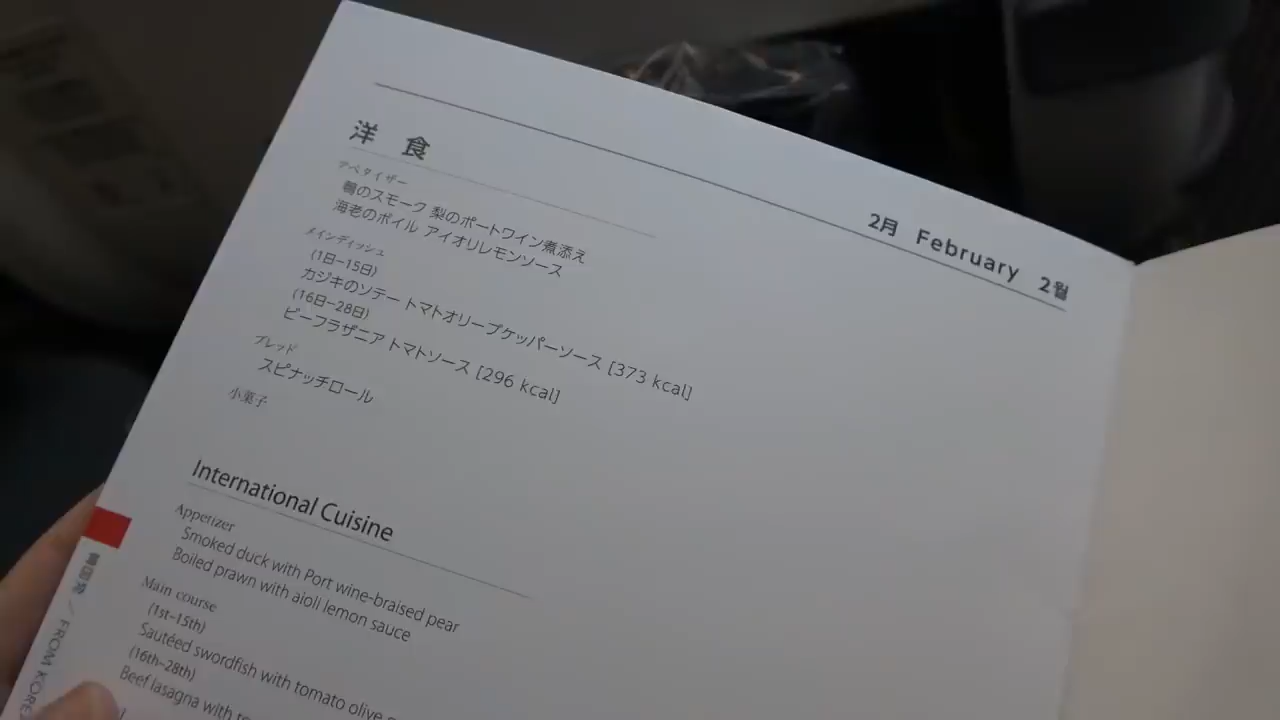 2月 February 2월
洋 食
アペタイザー
鴨のスモーク 梨のポートワイン煮添え
海老のボイル アイオリレモンソース
メインディッシュ
(1日–15日)
カジキのソテー トマトオリーブケッパーソース [373 kcal]
(16日–28日)
ビーフラザニア トマトソース [296 kcal]
ブレッド
スピナッチロール
小菓子
International Cuisine
Appetizer
Smoked duck with Port wine-braised pear
Boiled prawn with aioli lemon sauce
Main course
(1st–15th)
Sautéed swordfish with tomato olive
(16th–28th)
Beef lasagna with
韓国発 / FROM KORE